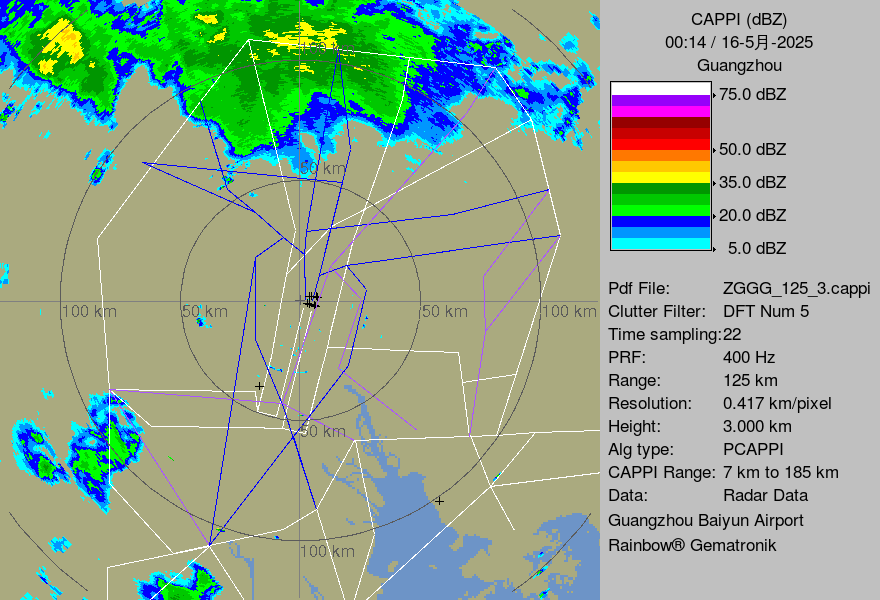 CAPPI (dBZ)
00:14 / 16-5月-2025
Guangzhou
75.0 dBZ
50.0 dBZ
35.0 dBZ
20.0 dBZ
5.0 dBZ
100 km
50 km
100 km
50 km
50 km
100 km
50 km
100 km
Pdf File: ZGGG_125_3.cappi
Clutter Filter: DFT Num 5
Time sampling:22
PRF: 400 Hz
Range: 125 km
Resolution: 0.417 km/pixel
Height: 3.000 km
Alg type: PCAPPI
CAPPI Range: 7 km to 185 km
Data: Radar Data
Guangzhou Baiyun Airport
Rainbow® Gematronik